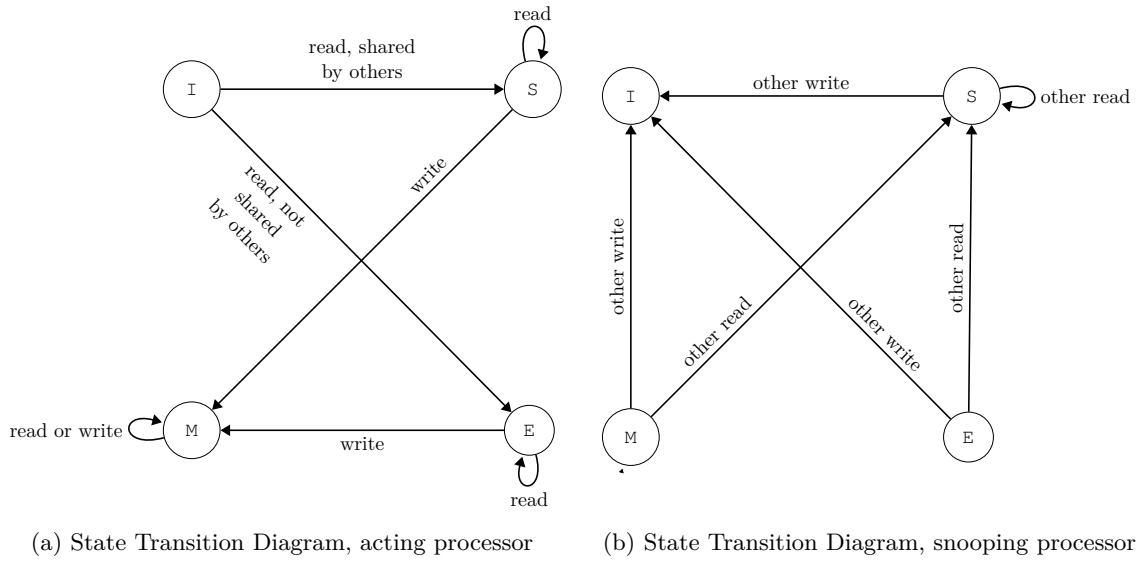 read
read, shared
by others
I
S
read, not
shared
by others
write
read or write
M
write
E
read
(a) State Transition Diagram, acting processor
I
other write
S
other read
other write
other read
other write
other read
M
E
(b) State Transition Diagram, snooping processor